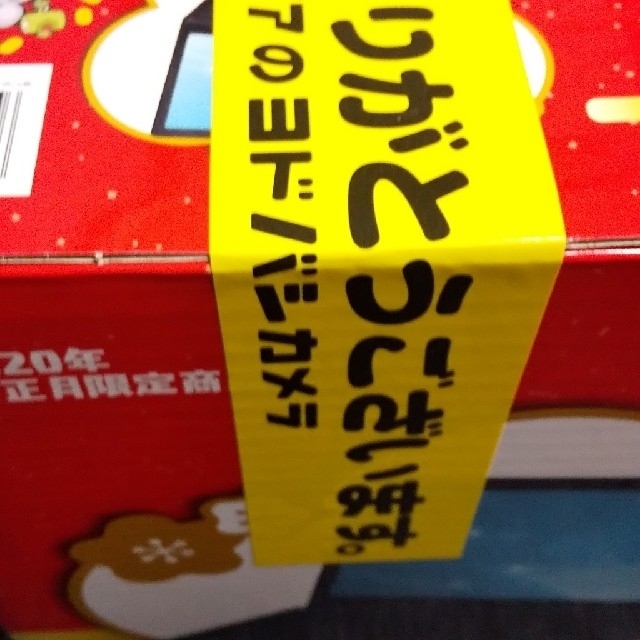 りがとうございます。
アのヨドバシカメラ
20年
正月限定商